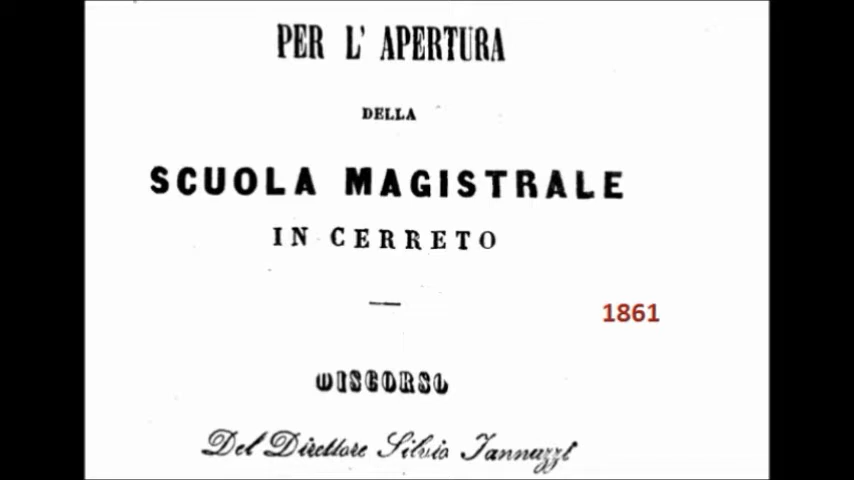 PER L' APERTURA
DELLA
SCUOLA MAGISTRALE
IN CERRETO
1861
DISCORSO
Del Direttore Silvio Iannuzzi